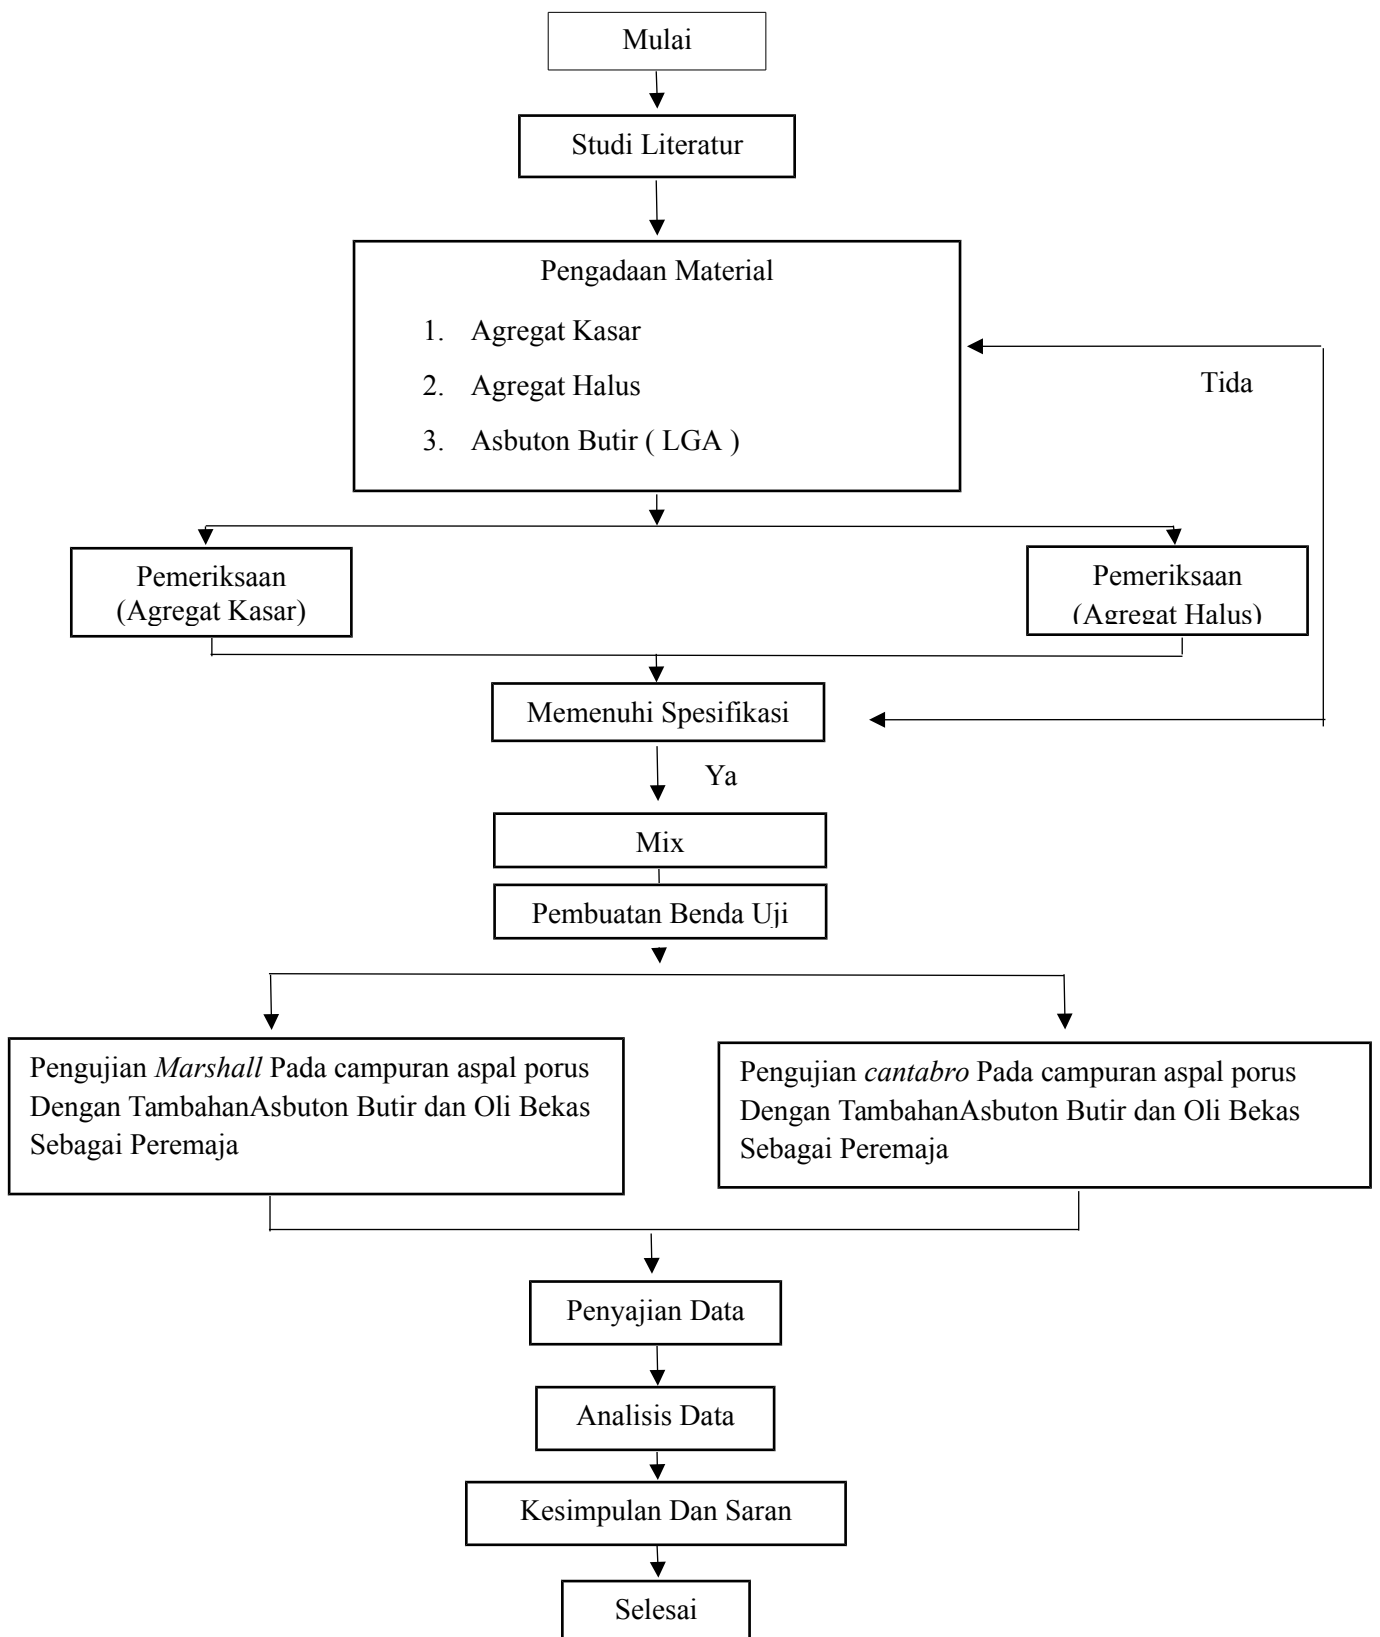 Mulai
Studi Literatur
Pengadaan Material
1. Agregat Kasar
2. Agregat Halus
3. Asbuton Butir ( LGA )
Tida
Pemeriksaan
(Agregat Kasar)
Pemeriksaan
(Agregat Halus)
Memenuhi Spesifikasi
Ya
Mix
Pembuatan Benda Uji
Pengujian Marshall Pada campuran aspal porus
Dengan TambahanAsbuton Butir dan Oli Bekas
Sebagai Peremaja
Pengujian cantabro Pada campuran aspal porus
Dengan TambahanAsbuton Butir dan Oli Bekas
Sebagai Peremaja
Penyajian Data
Analisis Data
Kesimpulan Dan Saran
Selesai